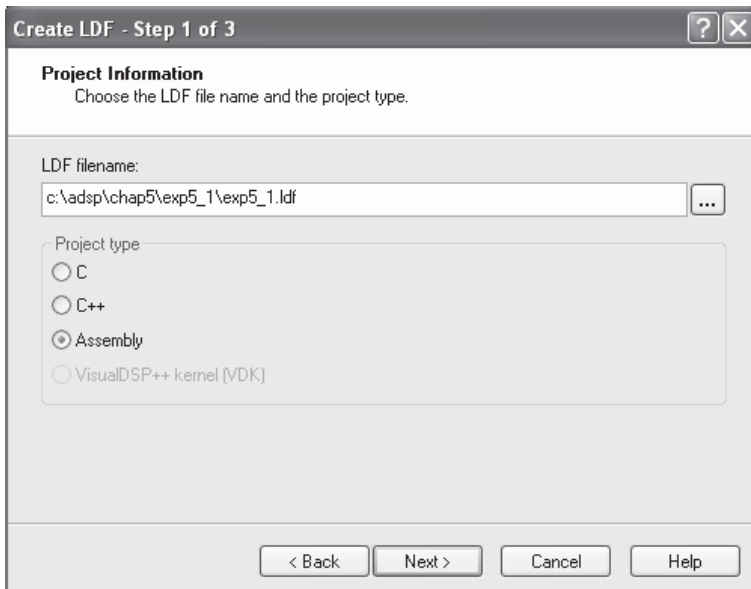 Create LDF - Step 1 of 3
Project Information
Choose the LDF file name and the project type.
LDF filename:
c:\adsp\chap5\exp5_1\exp5_1.ldf
...
Project type
C
C++
Assembly
VisualDSP++ kernel (VDK)
< Back Next > Cancel Help